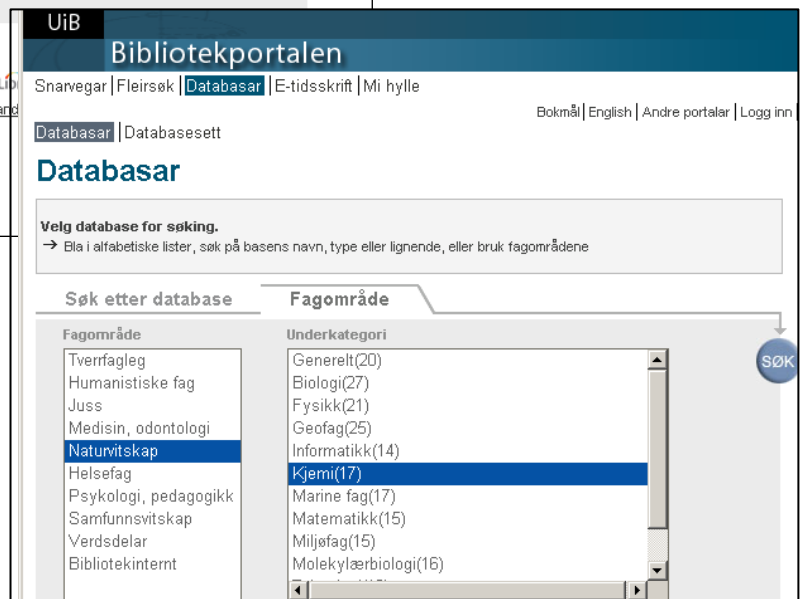 UiB
Bibliotekportalen
Snarvegar | Fleirsøk | Databasar | E-tidsskrift | Mi hylle
Bokmål | English | Andre portalar | Logg inn
Databasar | Databasesett
Databasar
Velg database for søking.
→ Bla i alfabetiske lister, søk på basens navn, type eller lignende, eller bruk fagområdene
Søk etter database
Fagområde
Fagområde
Tverrfagleg
Humanistiske fag
Juss
Medisin, odontologi
Naturvitskap
Helsefag
Psykologi, pedagogikk
Samfunnsvitskap
Verdsdelar
Bibliotekinternt
Underkategori
Generelt(20)
Biologi(27)
Fysikk(21)
Geofag(25)
Informatikk(14)
Kjemi(17)
Marine fag(17)
Matematikk(15)
Miljøfag(15)
Molekylærbiologi(16)
SØK